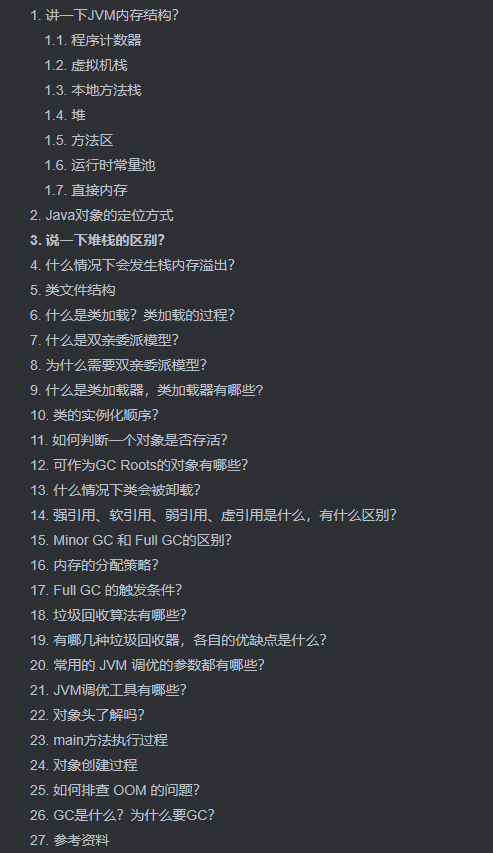 1. 讲一下JVM内存结构？
1.1. 程序计数器
1.2. 虚拟机栈
1.3. 本地方法栈
1.4. 堆
1.5. 方法区
1.6. 运行时常量池
1.7. 直接内存
2. Java对象的定位方式
3. 说一下堆栈的区别？
4. 什么情况下会发生栈内存溢出？
5. 类文件结构
6. 什么是类加载？类加载的过程？
7. 什么是双亲委派模型？
8. 为什么需要双亲委派模型？
9. 什么是类加载器，类加载器有哪些?
10. 类的实例化顺序？
11. 如何判断一个对象是否存活？
12. 可作为GC Roots的对象有哪些？
13. 什么情况下类会被卸载？
14. 强引用、软引用、弱引用、虚引用是什么，有什么区别？
15. Minor GC 和 Full GC的区别？
16. 内存的分配策略？
17. Full GC 的触发条件？
18. 垃圾回收算法有哪些？
19. 有哪几种垃圾回收器，各自的优缺点是什么？
20. 常用的 JVM 调优的参数都有哪些？
21. JVM调优工具有哪些？
22. 对象头了解吗？
23. main方法执行过程
24. 对象创建过程
25. 如何排查 OOM 的问题？
26. GC是什么？为什么要GC？
27. 参考资料